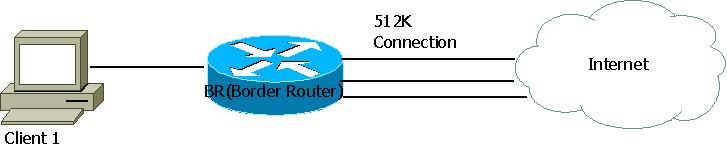 512K
Connection
BR(Border Router)
Internet
Client 1